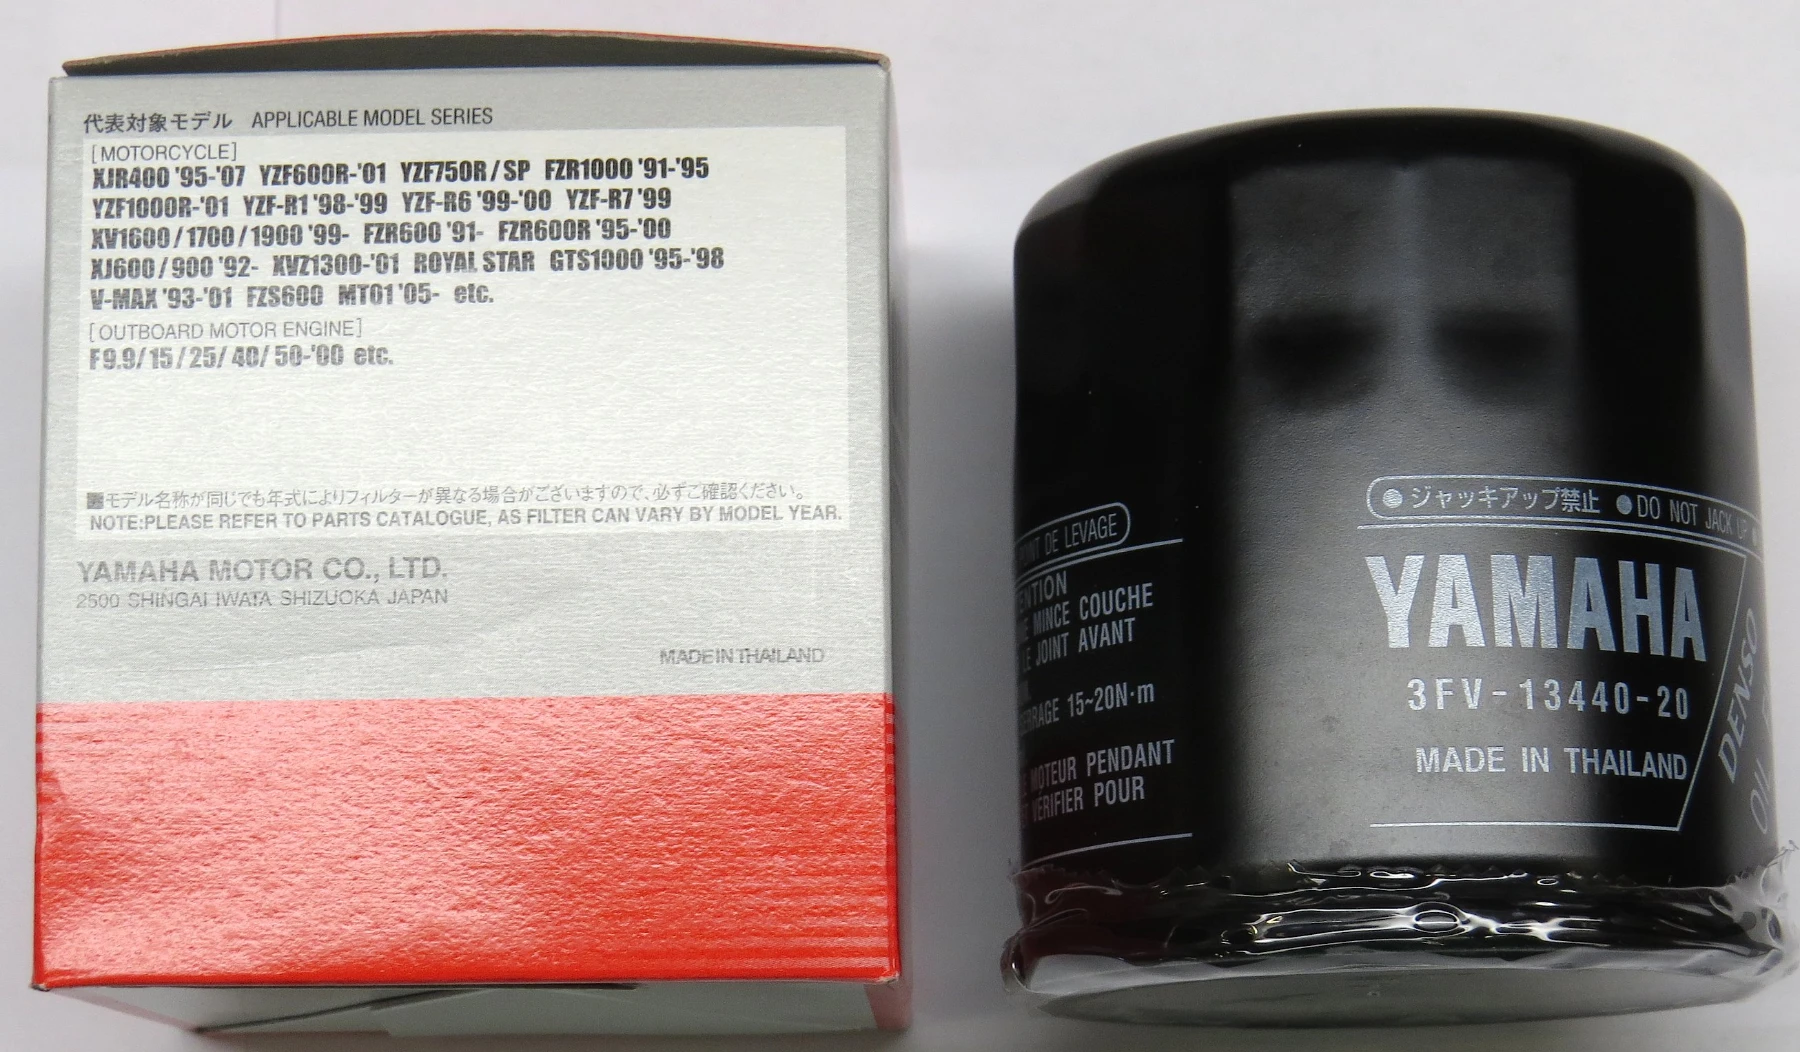 代表対象モデル APPLICABLE MODEL SERIES
[MOTORCYCLE]
XJR400 '95-'07 YZF600R-'01 YZF750R/SP FZR1000 '91-'95
YZF1000R-'01 YZF-R1 '98-'99 YZF-R6 '99-'00 YZF-R7 '99
XV1600/1700/1900 '99- FZR600 '91- FZR600R '95-'00
XJ600/900 '92- XVZ1300-'01 ROYAL STAR GTS1000 '95-'98
V-MAX '93-'01 FZS600 MT01 '05- etc.
[OUTBOARD MOTOR ENGINE]
F9.9/15/25/40/50-'00 etc.
モデル名称が同じでも年式によりフィルターが異なる場合がございますので、必ずご確認ください。
NOTE:PLEASE REFER TO PARTS CATALOGUE, AS FILTER CAN VARY BY MODEL YEAR.
YAMAHA MOTOR CO., LTD.
2500 SHINGAI IWATA SHIZUOKA JAPAN
MADE IN THAILAND
DE LEVAGE
MINCE COUCHE
LE JOINT AVANT
15~20N·m
MOTEUR PENDANT
VÉRIFIER POUR
●ジャッキアップ禁止 ●DO NOT JACK UP ●
YAMAHA
3FV-13440-20
MADE IN THAILAND
DENSO
OIL